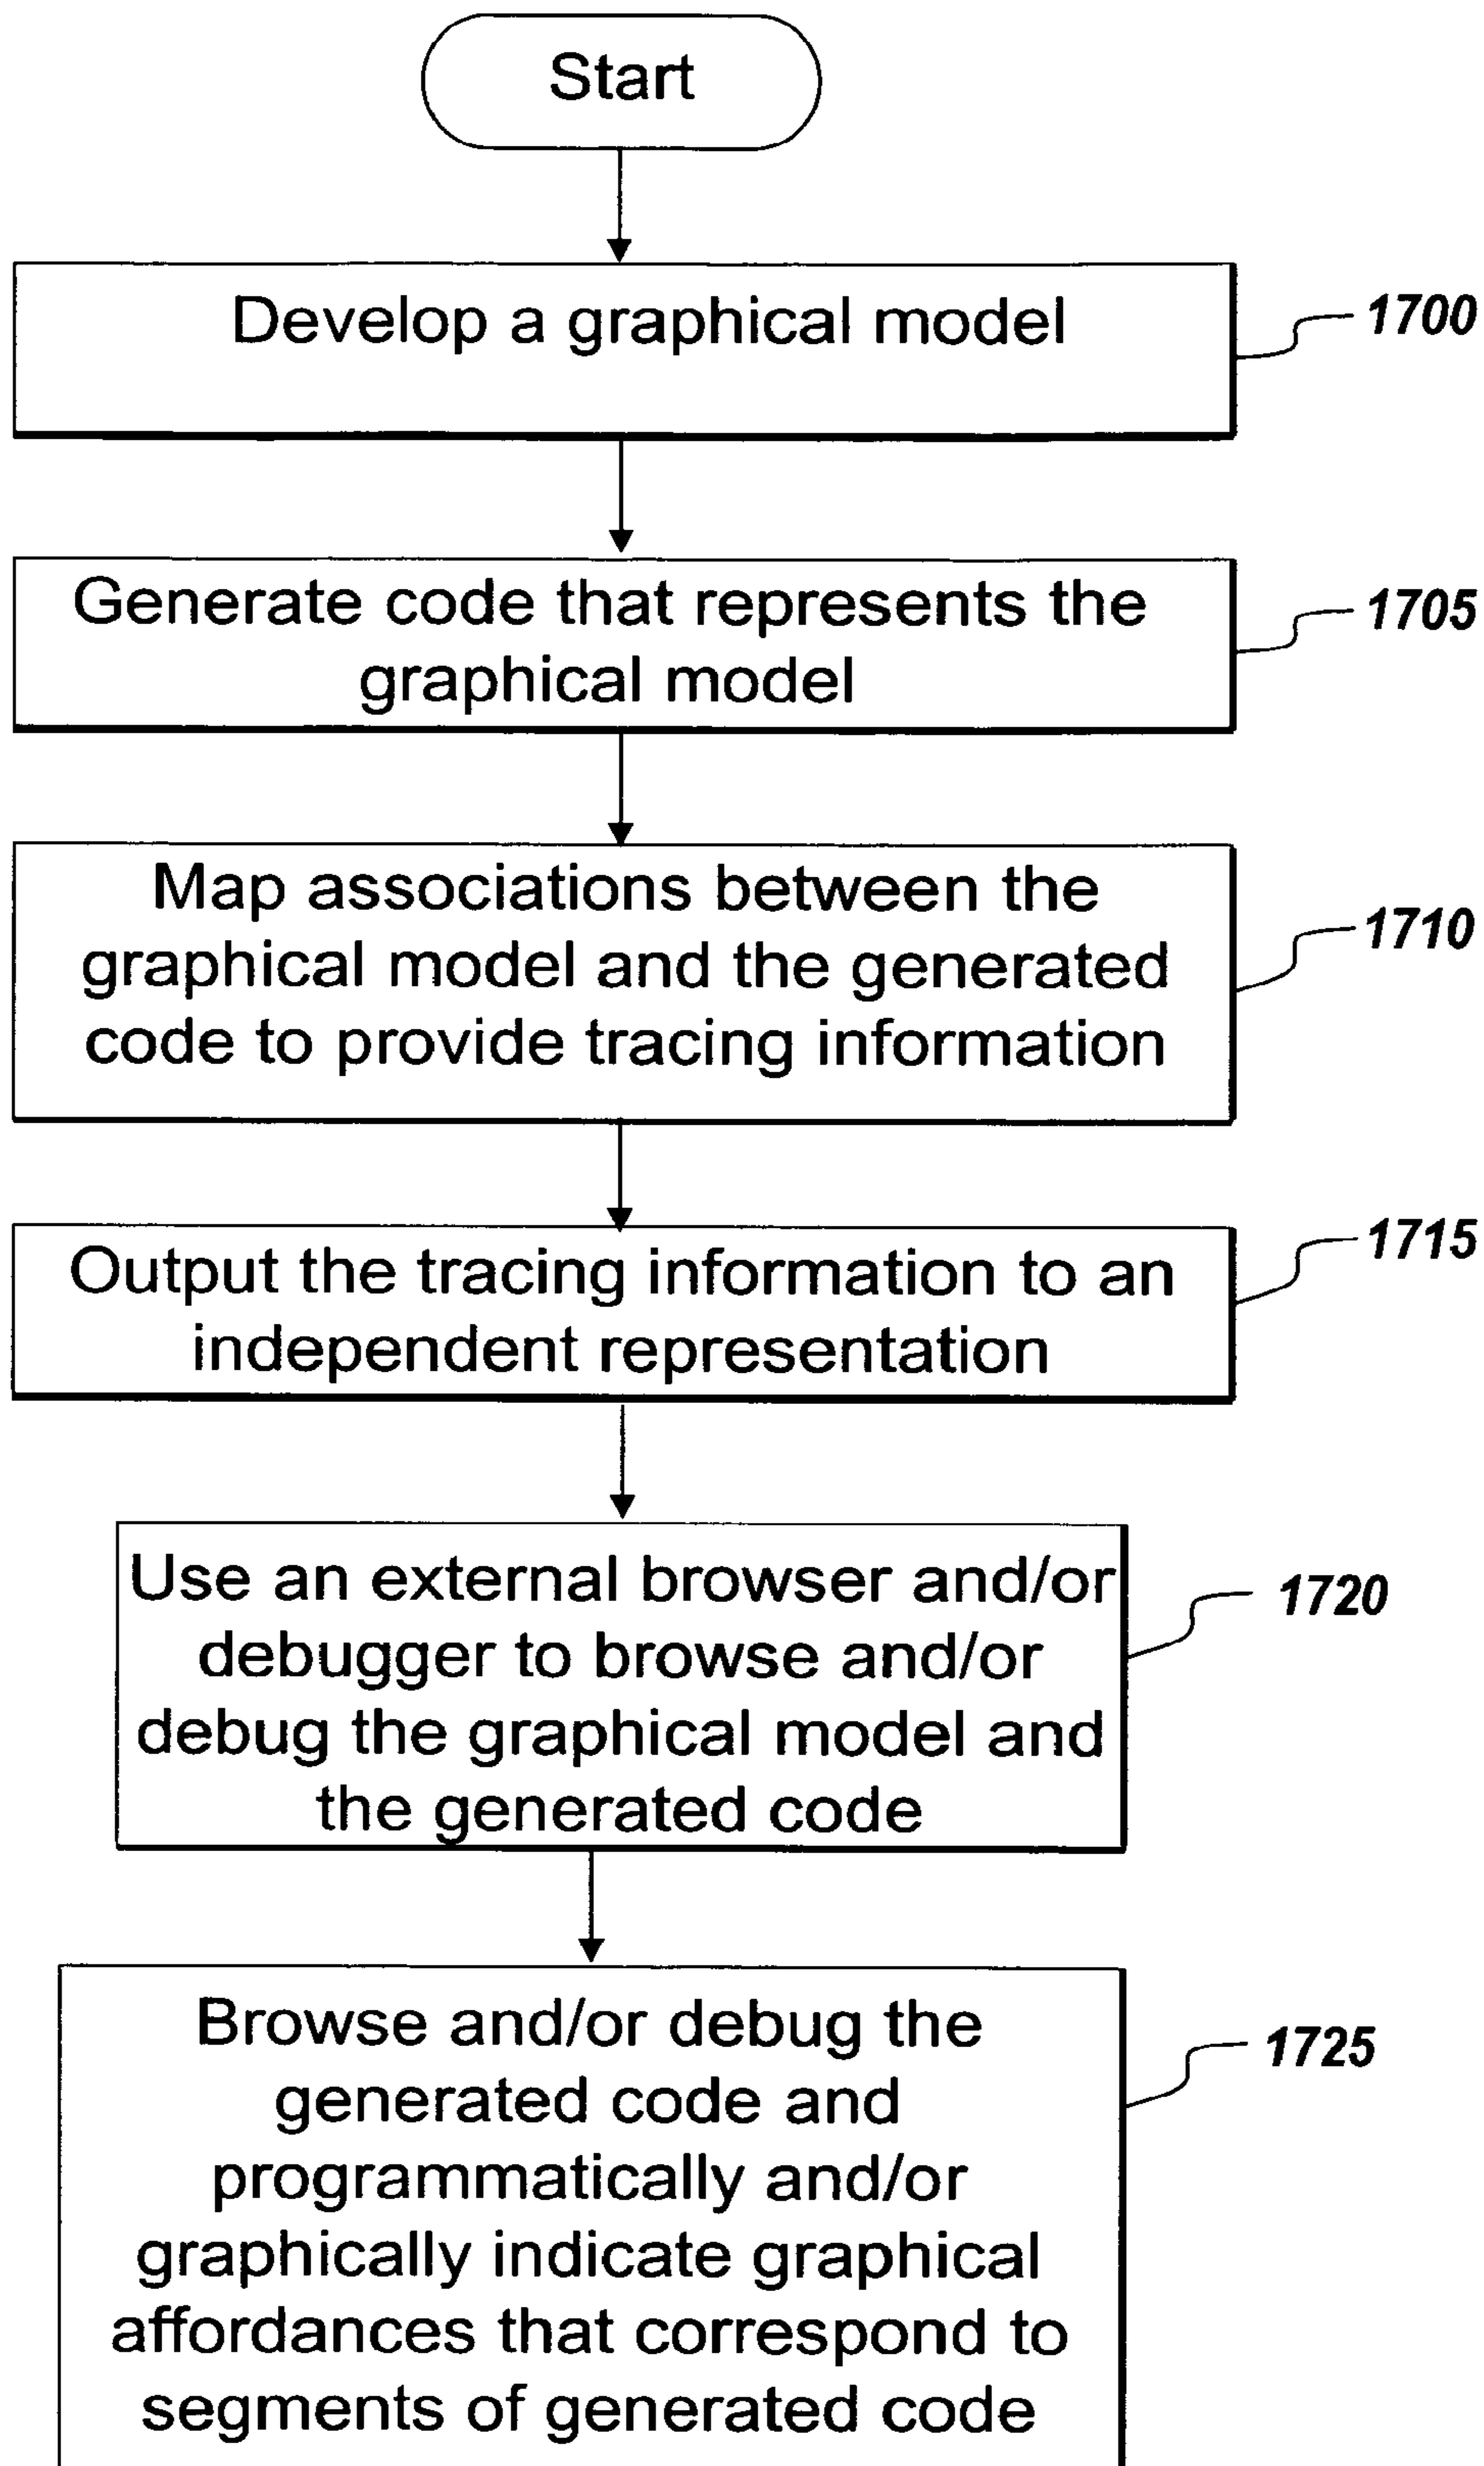 Start
Develop a graphical model
1700
Generate code that represents the
graphical model
1705
Map associations between the
graphical model and the generated
code to provide tracing information
1710
Output the tracing information to an
independent representation
1715
Use an external browser and/or
debugger to browse and/or
debug the graphical model and
the generated code
1720
Browse and/or debug the
generated code and
programmatically and/or
graphically indicate graphical
affordances that correspond to
segments of generated code
1725